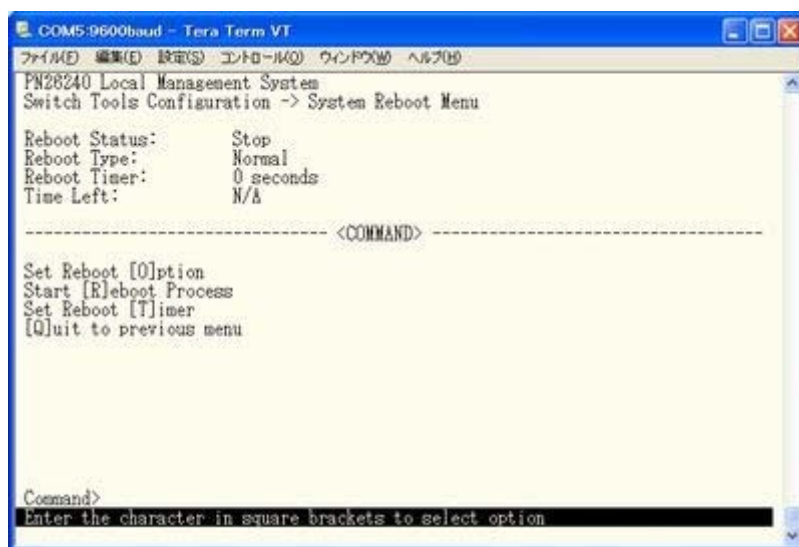 COM5:9600baud - Tera Term VT
ファイル(F) 編集(E) 設定(S) コントロール(O) ウィンドウ(W) ヘルプ(H)
PN26240 Local Management System
Switch Tools Configuration -> System Reboot Menu
Reboot Status: Stop
Reboot Type: Normal
Reboot Timer: 0 seconds
Time Left: N/A
-------------------------------- <COMMAND> -----------------------------------
Set Reboot [O]ption
Start [R]eboot Process
Set Reboot [T]imer
[Q]uit to previous menu
Command>
Enter the character in square brackets to select option